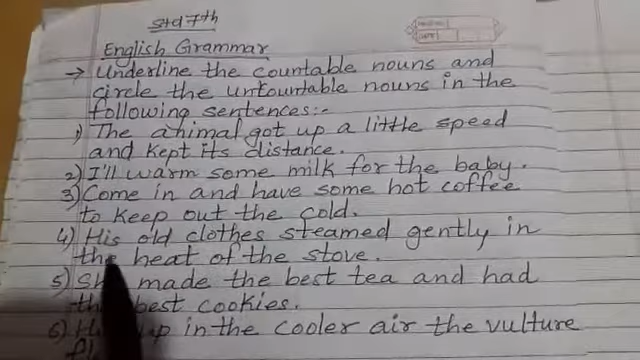 Std 7th
English Grammar
→ Underline the countable nouns and
circle the untountable nouns in the
following sentences:-
1) The animal got up a little speed
and kept its distance.
2) I'll warm some milk for the baby.
3) Come in and have some hot coffee
to keep out the cold.
4) His old clothes steamed gently in
the heat of the stove.
5) She made the best tea and had
the best cookies.
6) up in the cooler air the vulture